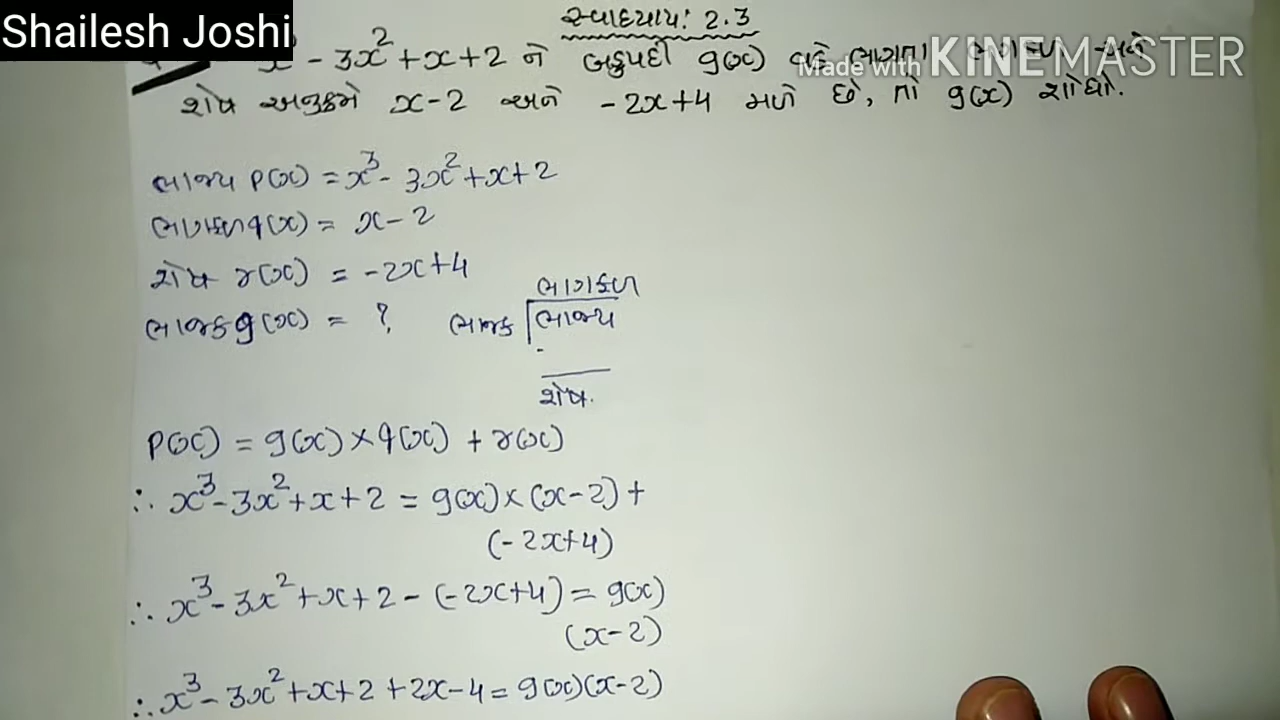 સ્વાધ્યાય: 2.3
Shailesh Joshi
Made with KINEMASTER
- 3x² + x + 2 ને બહુપદી g(x) વડે ભાગતા
શેષ અનુક્રમે x-2 અને -2x+4 મળે છે, તો g(x) શોધો.
ભાજ્ય P(x) = x³ - 3x² + x + 2
ભાગફળ q(x) = x - 2
શેષ r(x) = -2x+4
ભાજક g(x) = ?
ભાગફળ
ભાજક ભાજ્ય
શેષ.
P(x) = g(x) × q(x) + r(x)
∴ x³ - 3x² + x + 2 = g(x) × (x-2) +
(-2x+4)
∴ x³ - 3x² + x + 2 - (-2x+4) = g(x)
(x-2)
∴ x³ - 3x² + x + 2 + 2x - 4 = g(x)(x-2)